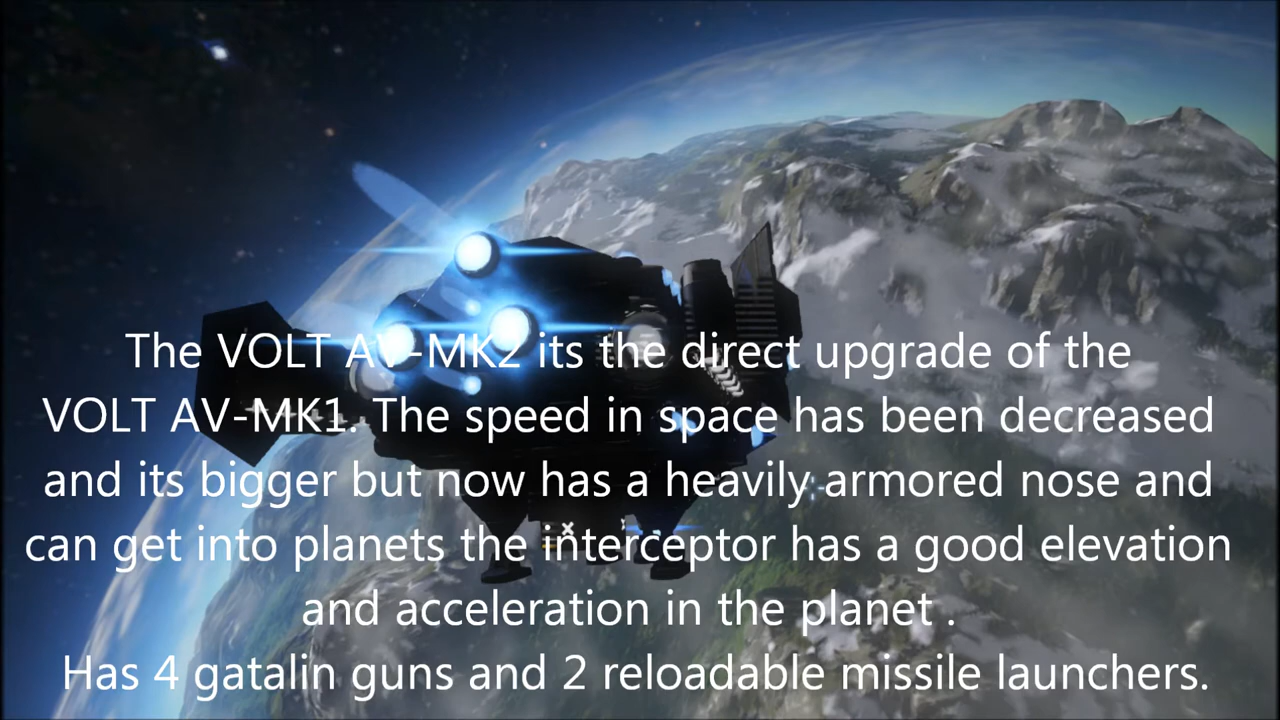 The VOLT AV-MK2 its the direct upgrade of the
VOLT AV-MK1. The speed in space has been decreased
and its bigger but now has a heavily armored nose and
can get into planets the interceptor has a good elevation
and acceleration in the planet .
Has 4 gatalin guns and 2 reloadable missile launchers.